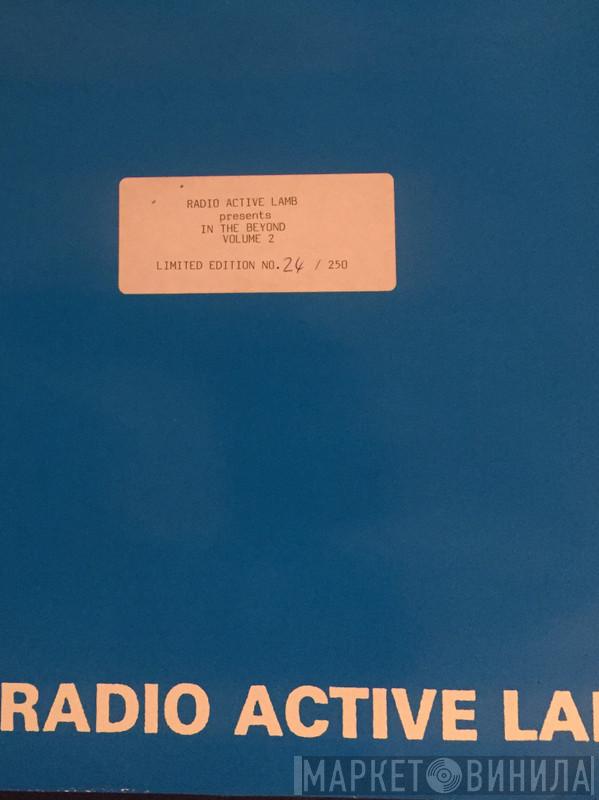 RADIO ACTIVE LAMB
presents
IN THE BEYOND
VOLUME 2
LIMITED EDITION NO. 24 / 250
RADIO ACTIVE LA
МАРКЕТ ВИНИЛА